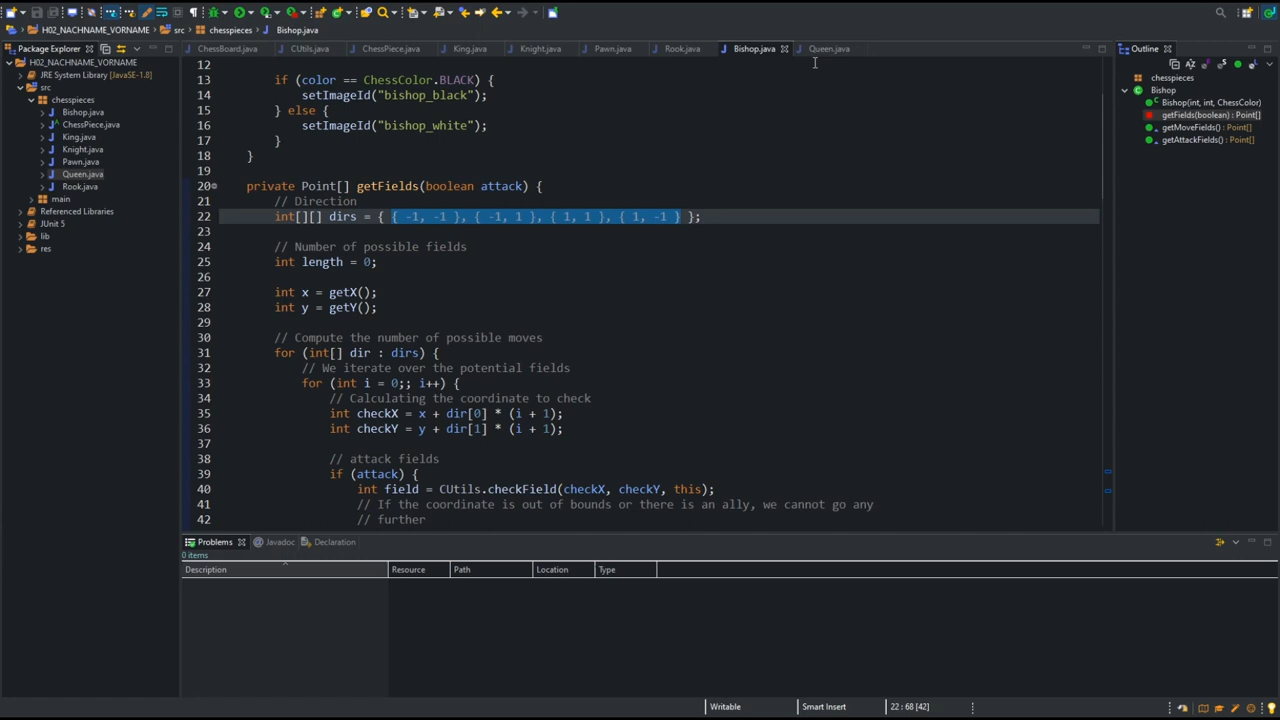 H02_NACHNAME_VORNAME
src
chesspieces
Bishop.java
Package Explorer
ChessBoard.java
CUtils.java
ChessPiece.java
King.java
Knight.java
Pawn.java
Rook.java
Bishop.java
Queen.java
Outline
H02_NACHNAME_VORNAME
JRE System Library [JavaSE-1.8]
src
chesspieces
Bishop.java
ChessPiece.java
King.java
Knight.java
Pawn.java
Queen.java
Rook.java
main
Referenced Libraries
JUnit 5
lib
res
12
13 if (color == ChessColor.BLACK) {
14 setImageId("bishop_black");
15 } else {
16 setImageId("bishop_white");
17 }
18 }
19
20 private Point[] getFields(boolean attack) {
21 // Direction
22 int[][] dirs = { { -1, -1 }, { -1, 1 }, { 1, 1 }, { 1, -1 } };
23
24 // Number of possible fields
25 int length = 0;
26
27 int x = getX();
28 int y = getY();
29
30 // Compute the number of possible moves
31 for (int[] dir : dirs) {
32 // We iterate over the potential fields
33 for (int i = 0;; i++) {
34 // Calculating the coordinate to check
35 int checkX = x + dir[0] * (i + 1);
36 int checkY = y + dir[1] * (i + 1);
37
38 // attack fields
39 if (attack) {
40 int field = CUtils.checkField(checkX, checkY, this);
41 // If the coordinate is out of bounds or there is an ally, we cannot go any
42 // further
chesspieces
Bishop
Bishop(int, int, ChessColor)
getFields(boolean) : Point[]
getMoveFields() : Point[]
getAttackFields() : Point[]
Problems
Javadoc
Declaration
0 items
Description
Resource
Path
Location
Type
Writable
Smart Insert
22 : 68 [42]